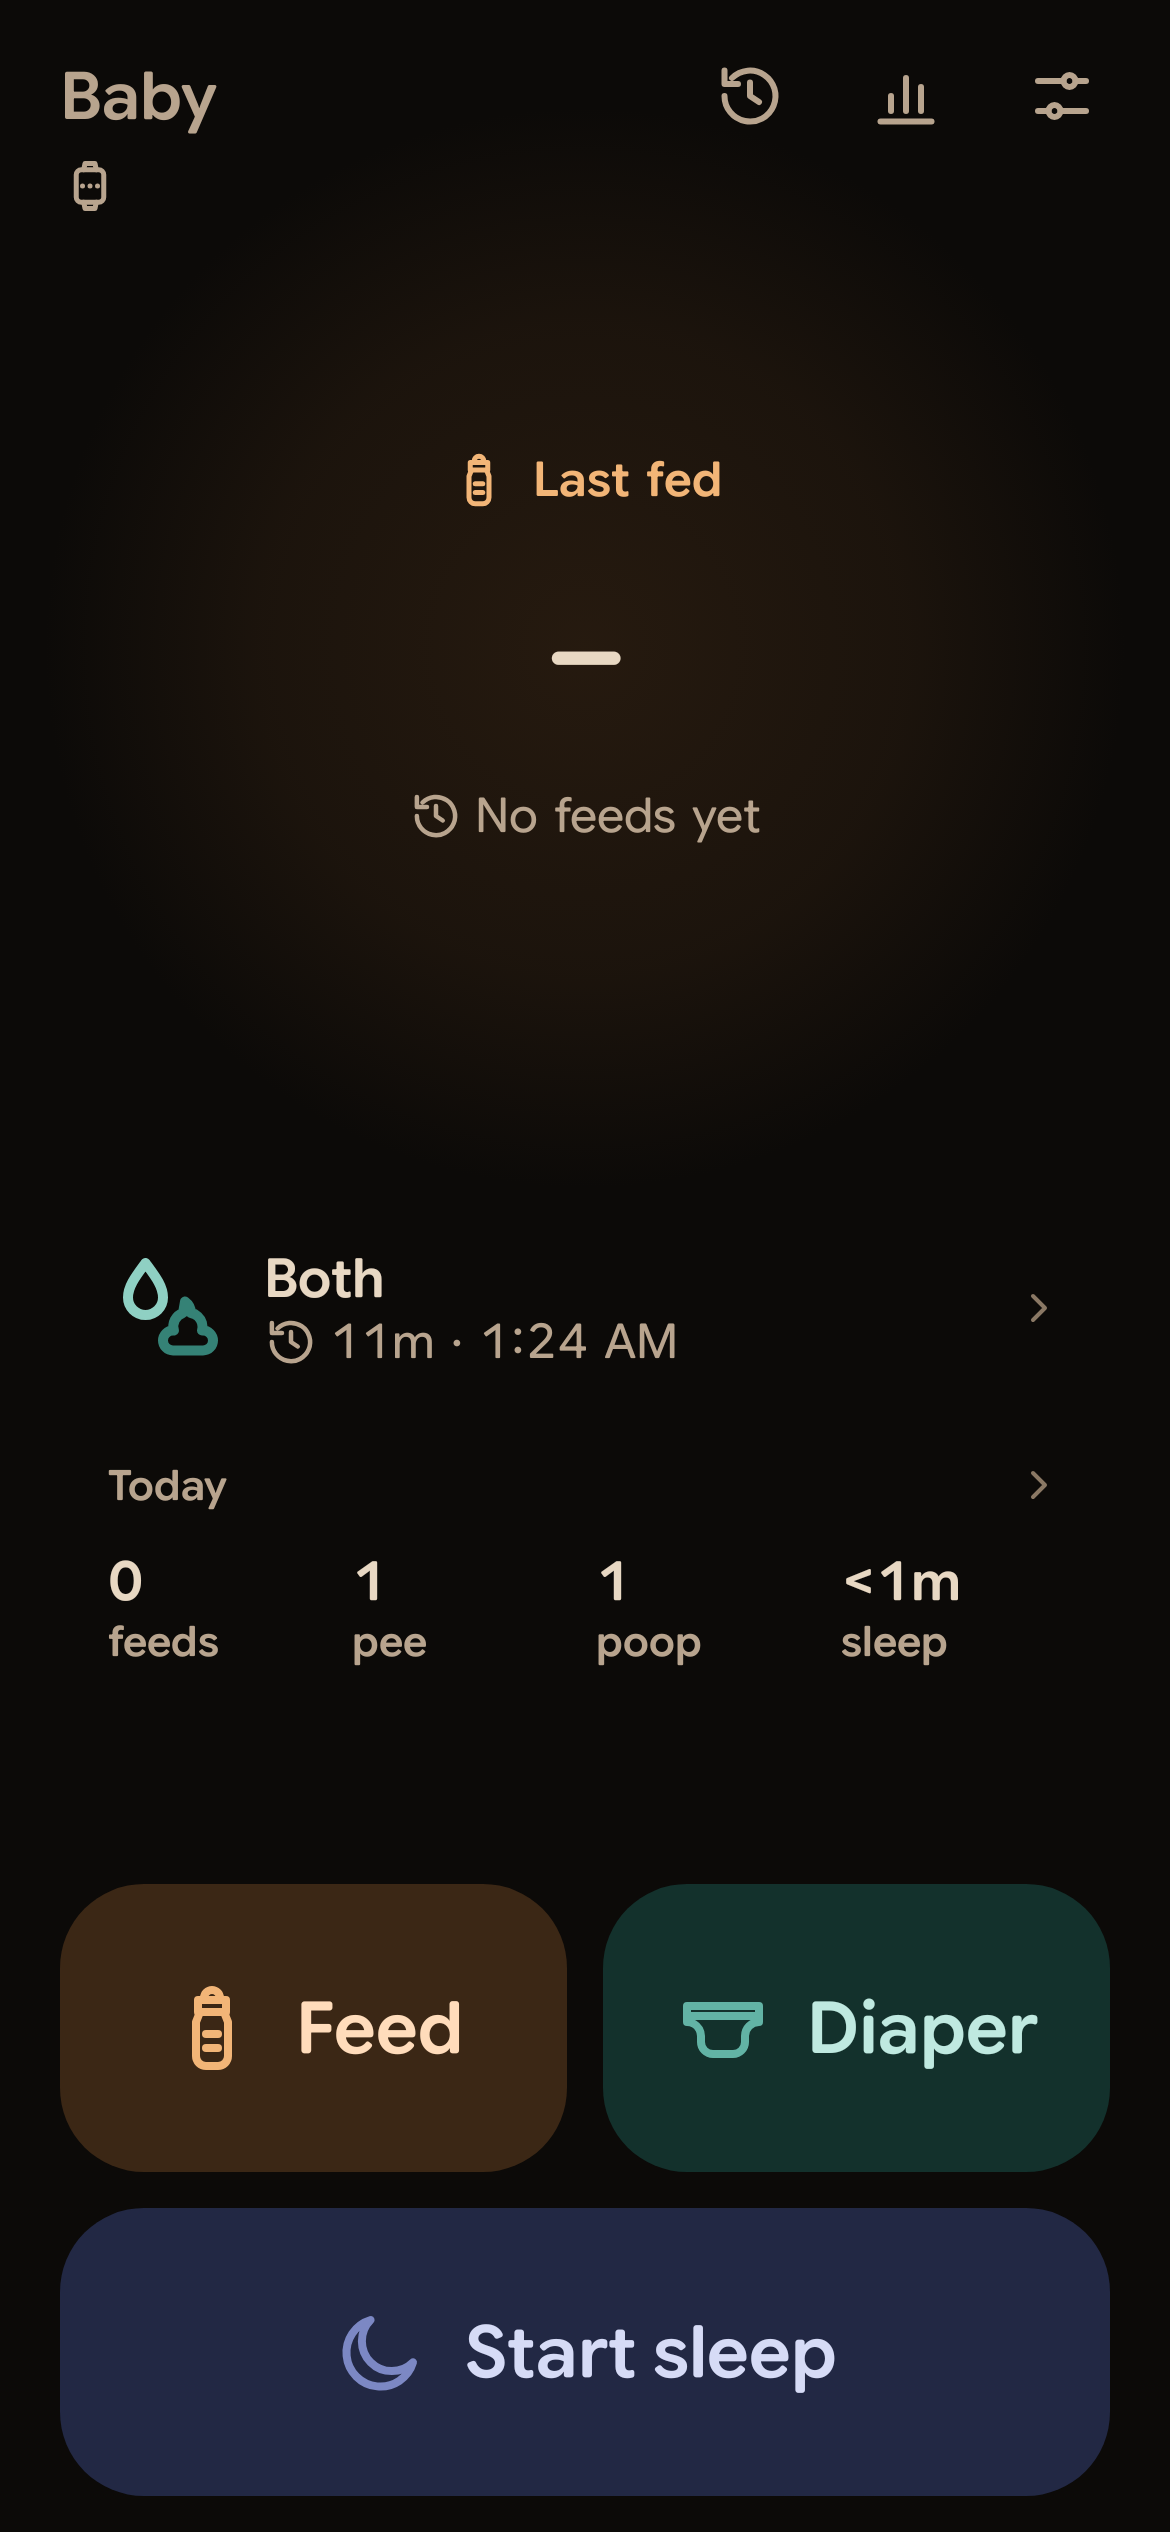 Baby
Last fed
–
No feeds yet
Both
11m · 1:24 AM
Today
0 1 1 <1m
feeds pee poop sleep
Feed Diaper
Start sleep